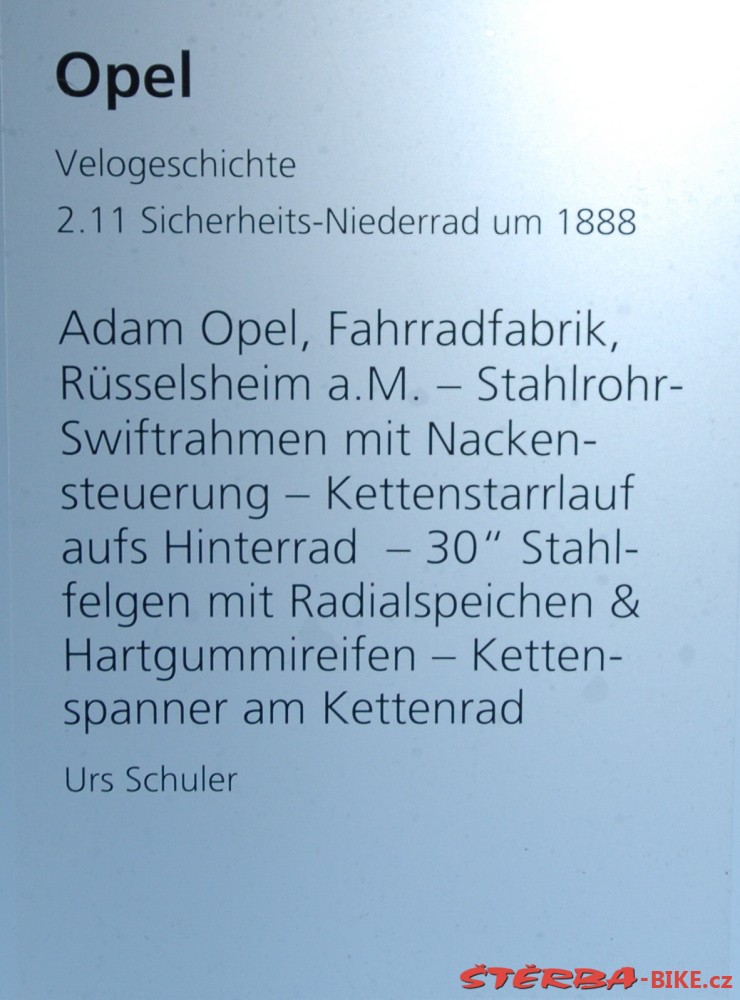 Opel
Velogeschichte
2.11 Sicherheits-Niederrad um 1888
Adam Opel, Fahrradfabrik,
Rüsselsheim a.M. – Stahlrohr-
Swiftrahmen mit Nacken-
steuerung – Kettenstarrlauf
aufs Hinterrad – 30“ Stahl-
felgen mit Radialspeichen &
Hartgummireifen – Ketten-
spanner am Kettenrad
Urs Schuler
ŠTĚRBA-BIKE.cz